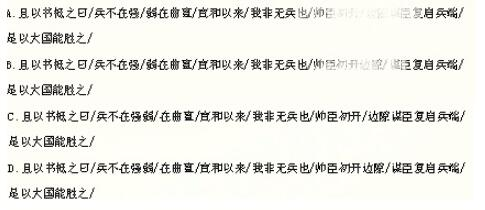 A.且以书抵之曰/兵不在强/弱在曲直/宣和以来/我非无兵也/帅臣初开边隙/谋臣复启兵端/
是以大国能胜之/
B.且以书抵之曰/兵不在强/弱在曲直/宣和以来/我非无兵也/帅臣初开/边隙谋臣复启兵端/
是以大国能胜之/
C.且以书抵之曰/兵不在强弱/在曲直/宣和以来/我非无兵也/帅臣初开/边隙谋臣复启兵端/
是以大国能胜之/
D.且以书抵之曰/兵不在强弱/在曲直/宣和以来/我非无兵也/帅臣初开边隙/谋臣复启兵端/
是以大国能胜之/